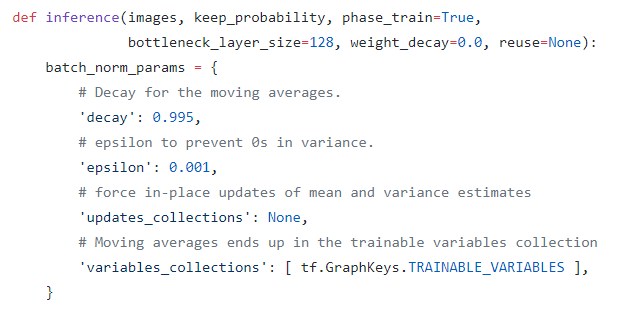 def inference(images, keep_probability, phase_train=True,
              bottleneck_layer_size=128, weight_decay=0.0, reuse=None):
    batch_norm_params = {
        # Decay for the moving averages.
        'decay': 0.995,
        # epsilon to prevent 0s in variance.
        'epsilon': 0.001,
        # force in-place updates of mean and variance estimates
        'updates_collections': None,
        # Moving averages ends up in the trainable variables collection
        'variables_collections': [ tf.GraphKeys.TRAINABLE_VARIABLES ],
    }